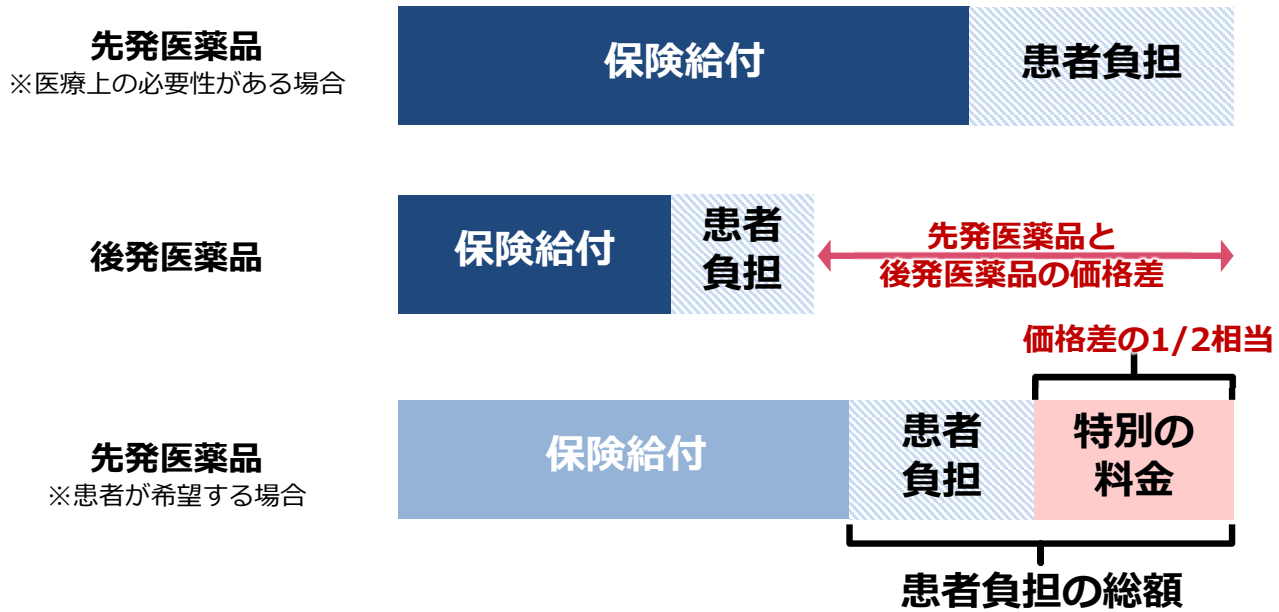 先発医薬品
※医療上の必要性がある場合
保険給付
患者負担
後発医薬品
保険給付
患者
負担
先発医薬品と
後発医薬品の価格差
価格差の1/2相当
先発医薬品
※患者が希望する場合
保険給付
患者
負担
特別の
料金
患者負担の総額